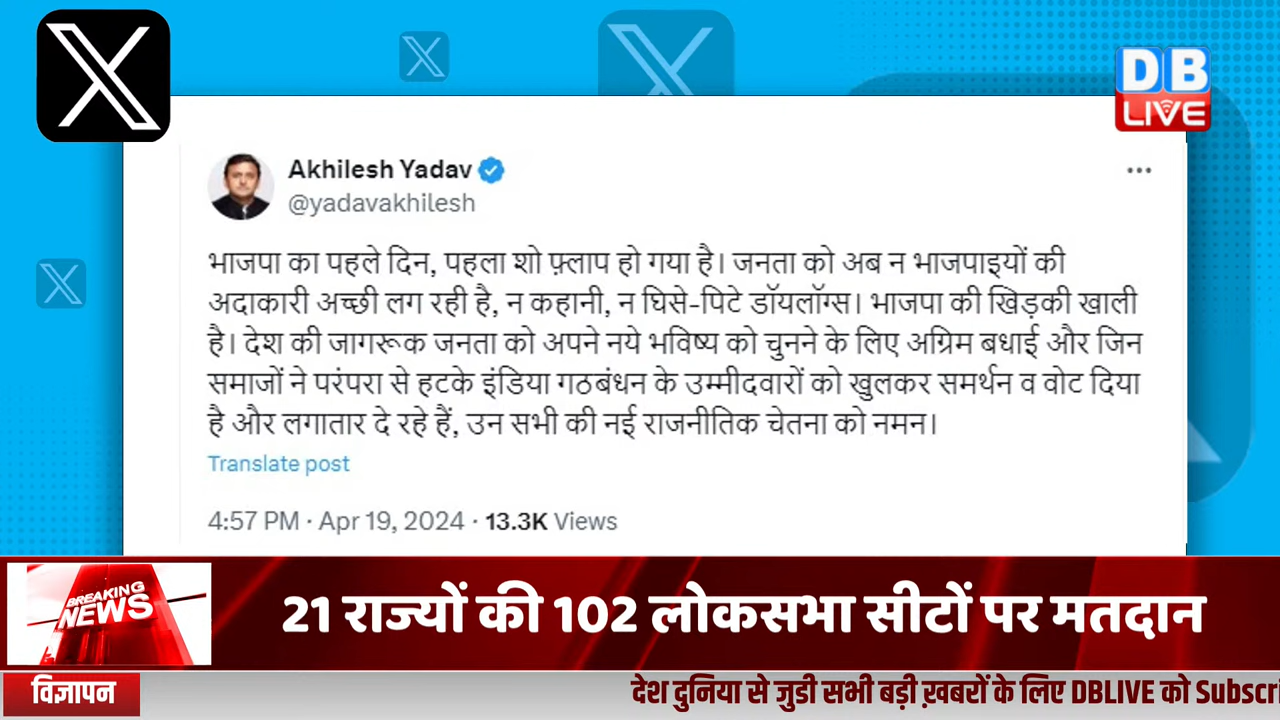 DB
LIVE
Akhilesh Yadav
@yadavakhilesh
भाजपा का पहले दिन, पहला शो फ़्लाप हो गया है। जनता को अब न भाजपाइयों की
अदाकारी अच्छी लग रही है, न कहानी, न घिसे-पिटे डॉयलॉग्स। भाजपा की खिड़की खाली
है। देश की जागरूक जनता को अपने नये भविष्य को चुनने के लिए अग्रिम बधाई और जिन
समाजों ने परंपरा से हटके इंडिया गठबंधन के उम्मीदवारों को खुलकर समर्थन व वोट दिया
है और लगातार दे रहे हैं, उन सभी की नई राजनीतिक चेतना को नमन।
Translate post
4:57 PM · Apr 19, 2024 · 13.3K Views
BREAKING
NEWS
21 राज्यों की 102 लोकसभा सीटों पर मतदान
विज्ञापन
देश दुनिया से जुडी सभी बड़ी ख़बरों के लिए DBLIVE को Subscri